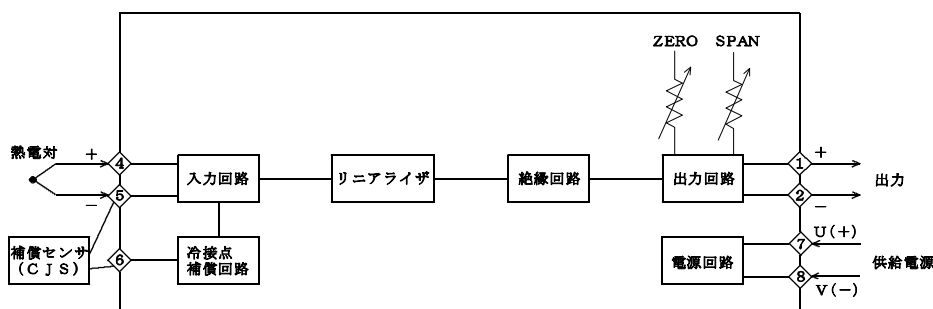 ZERO
SPAN
熱電対
+
−
4
5
6
入力回路
リニアライザ
絶縁回路
出力回路
1
2
+
−
出力
補償センサ
(CJS)
冷接点
補償回路
電源回路
7
8
U(+)
V(−)
供給電源